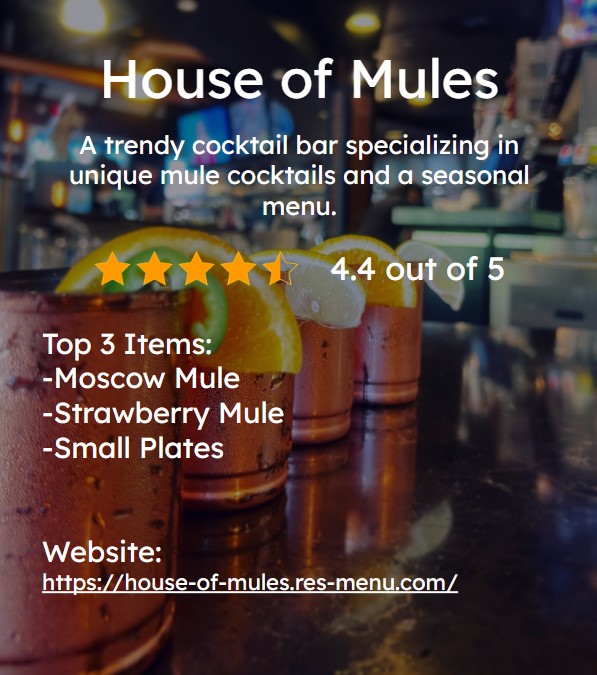 House of Mules
A trendy cocktail bar specializing in
unique mule cocktails and a seasonal
menu.
4.4 out of 5
Top 3 Items:
-Moscow Mule
-Strawberry Mule
-Small Plates
Website:
https://house-of-mules.res-menu.com/